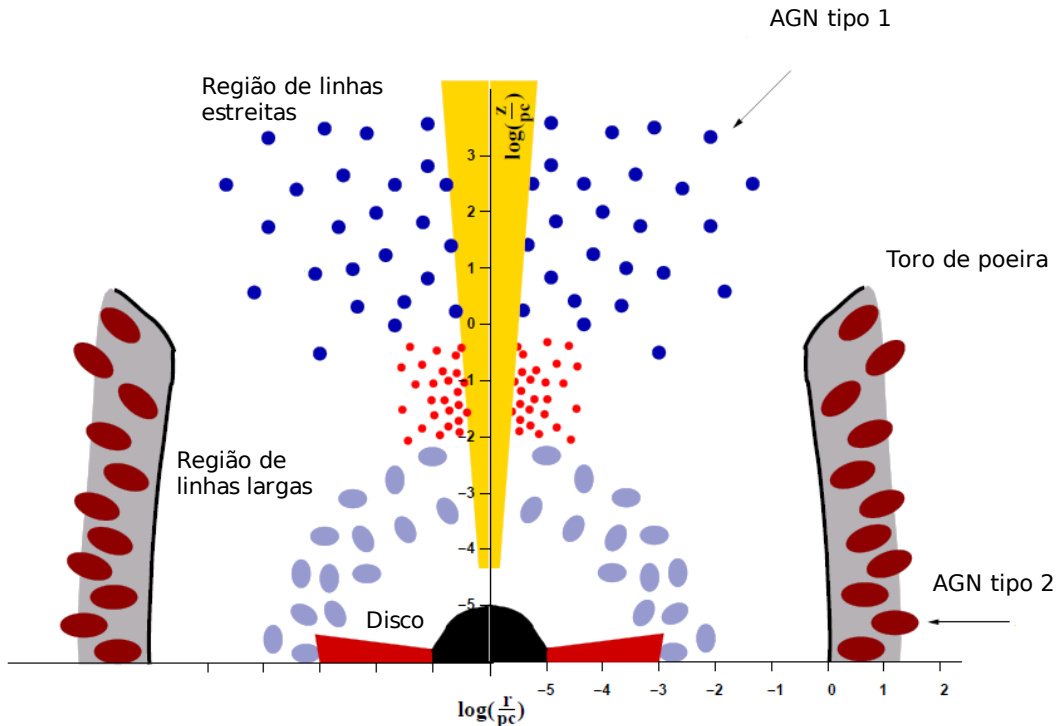 AGN tipo 1
Região de linhas
estreitas
log(z/pc)
3
2
1
0
−1
−2
−3
−4
−5
Toro de poeira
Região de
linhas largas
AGN tipo 2
Disco
−5 −4 −3 −2 −1 0 1 2
log(r/pc)